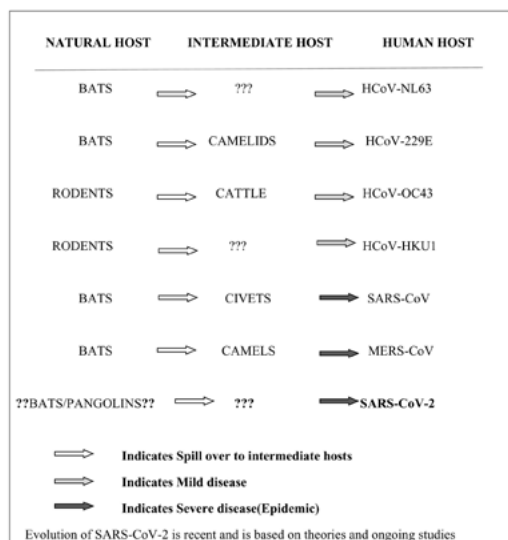 NATURAL HOST INTERMEDIATE HOST HUMAN HOST
BATS ??? HCoV-NL63
BATS CAMELIDS HCoV-229E
RODENTS CATTLE HCoV-OC43
RODENTS ??? HCoV-HKU1
BATS CIVETS SARS-CoV
BATS CAMELS MERS-CoV
??BATS/PANGOLINS?? ??? SARS-CoV-2
Indicates Spill over to intermediate hosts
Indicates Mild disease
Indicates Severe disease(Epidemic)
Evolution of SARS-CoV-2 is recent and is based on theories and ongoing studies